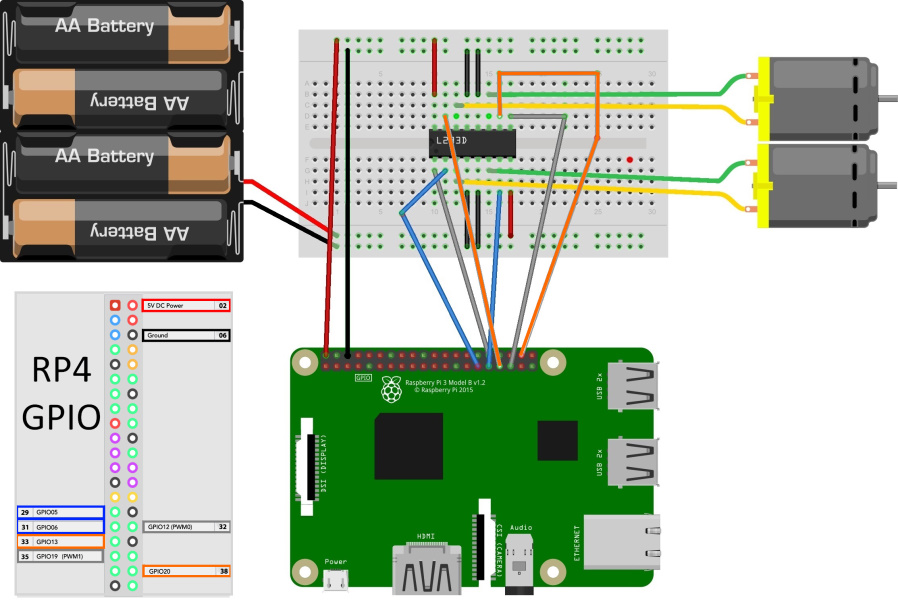 AA Battery
AA Battery
AA Battery
AA Battery
L293D
RP4
GPIO
5V DC Power 02
Ground 06
29 GPIO05
31 GPIO06
33 GPIO13
35 GPIO19 (PWM1)
GPIO12 (PWM0) 32
GPIO20 38
GPIO
Raspberry Pi 3 Model B v1.2
© Raspberry Pi 2015
USB 2x
USB 2x
DSI (DISPLAY)
CSI (CAMERA)
Audio
HDMI
Power
ETHERNET